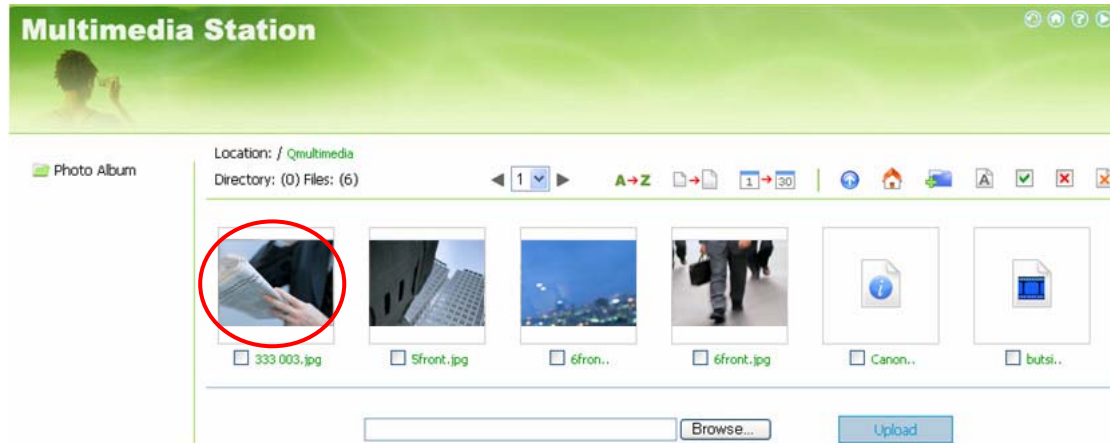 Multimedia Station
Photo Album
Location: / Qmultimedia
Directory: (0) Files: (6)
1
A→Z
1→30
A
333 003.jpg
5front.jpg
6fron..
6front.jpg
Canon..
butsi..
Browse...
Upload